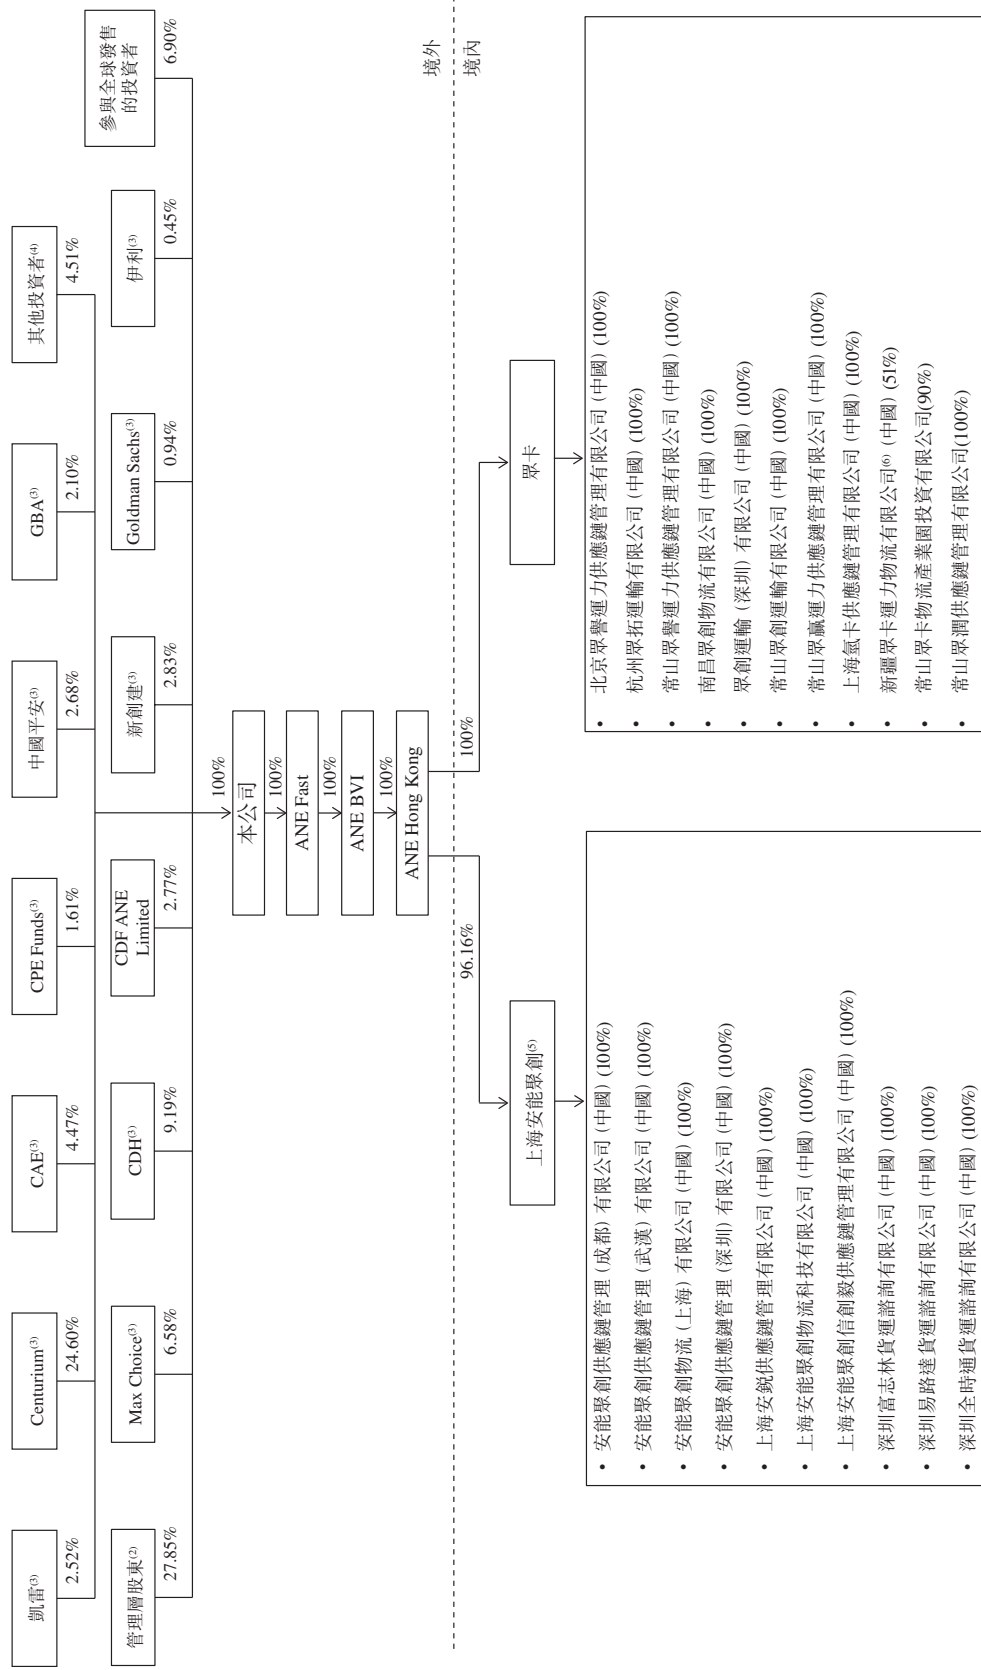 凱雷(3)
2.52%
Centurium(3)
24.60%
CAE(3)
4.47%
CPE Funds(3)
1.61%
中國平安(3)
2.68%
GBA(3)
2.10%
其他投資者(4)
4.51%
管理層股東(2)
27.85%
Max Choice(3)
6.58%
CDH(3)
9.19%
CDF ANE
Limited
2.77%
新創建(3)
2.83%
Goldman Sachs(3)
0.94%
伊利(3)
0.45%
參與全球發售
的投資者
6.90%
100%
本公司
100%
ANE Fast
100%
ANE BVI
100%
ANE Hong Kong
境外
境內
96.16%
100%
上海安能聚創(5)
眾卡
• 安能聚創供應鏈管理 (成都) 有限公司 (中國) (100%)
• 安能聚創供應鏈管理 (武漢) 有限公司 (中國) (100%)
• 安能聚創物流 (上海) 有限公司 (中國) (100%)
• 安能聚創供應鏈管理 (深圳) 有限公司 (中國) (100%)
• 上海安銳供應鏈管理有限公司 (中國) (100%)
• 上海安能聚創物流科技有限公司 (中國) (100%)
• 上海安能聚創信創毅供應鏈管理有限公司 (中國) (100%)
• 深圳富志林貨運諮詢有限公司 (中國) (100%)
• 深圳易路達貨運諮詢有限公司 (中國) (100%)
• 深圳全時通貨運諮詢有限公司 (中國) (100%)
• 北京眾譽運力供應鏈管理有限公司 (中國) (100%)
• 杭州眾拓運輸有限公司 (中國) (100%)
• 常山眾譽運力供應鏈管理有限公司 (中國) (100%)
• 南昌眾創物流有限公司 (中國) (100%)
• 眾創運輸 (深圳) 有限公司 (中國) (100%)
• 常山眾創運輸有限公司 (中國) (100%)
• 常山眾贏運力供應鏈管理有限公司 (中國) (100%)
• 上海氫卡供應鏈管理有限公司 (中國) (100%)
• 新疆眾卡運力物流有限公司(6) (中國) (51%)
• 常山眾卡物流產業園投資有限公司(90%)
• 常山眾潤供應鏈管理有限公司(100%)